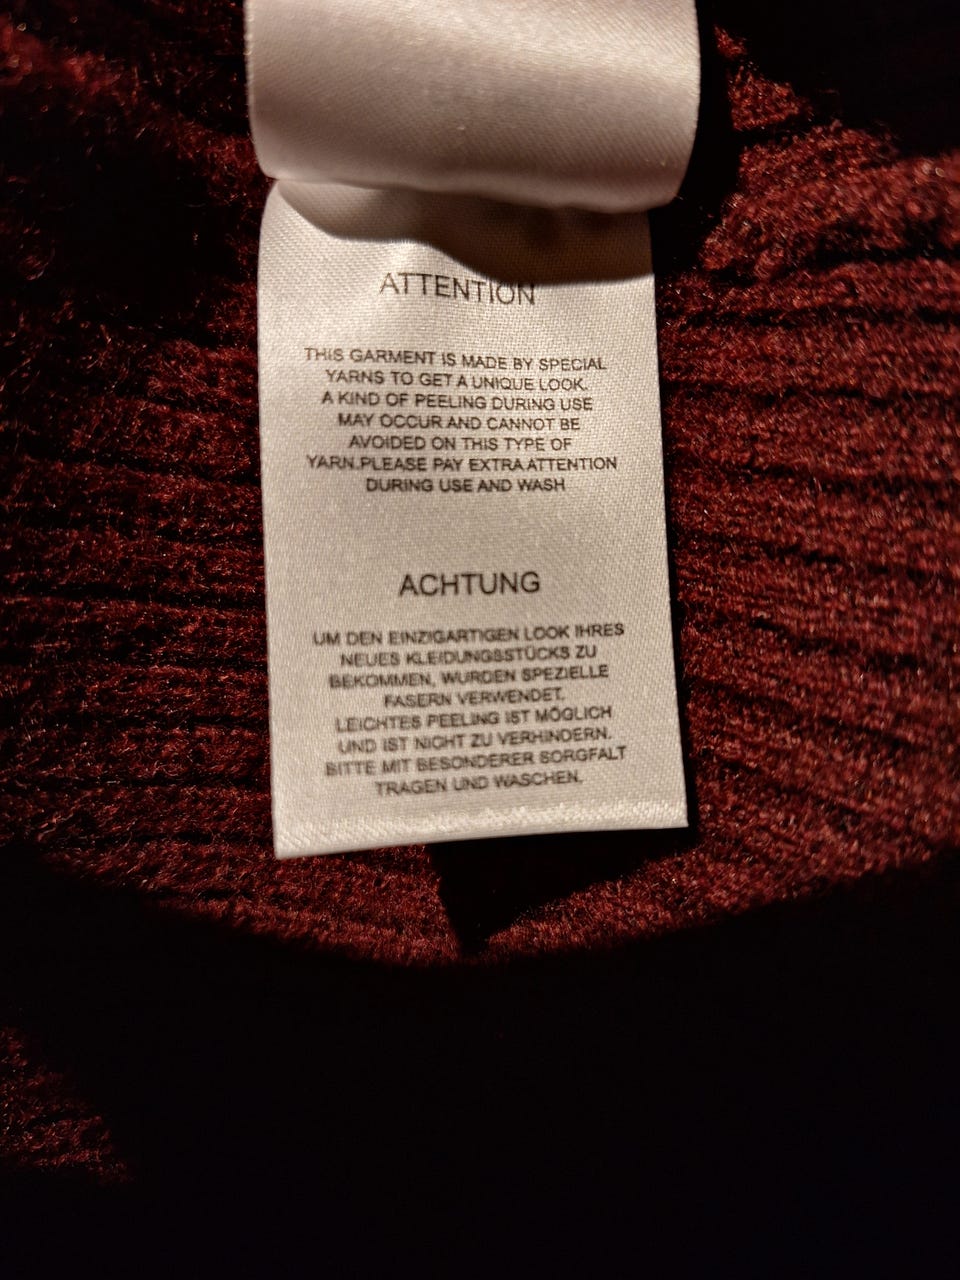 ATTENTION
THIS GARMENT IS MADE BY SPECIAL
YARNS TO GET A UNIQUE LOOK.
A KIND OF PEELING DURING USE
MAY OCCUR AND CANNOT BE
AVOIDED ON THIS TYPE OF
YARN.PLEASE PAY EXTRA ATTENTION
DURING USE AND WASH
ACHTUNG
UM DEN EINZIGARTIGEN LOOK IHRES
NEUES KLEIDUNGSSTÜCKS ZU
BEKOMMEN, WURDEN SPEZIELLE
FASERN VERWENDET.
LEICHTES PEELING IST MÖGLICH
UND IST NICHT ZU VERHINDERN.
BITTE MIT BESONDERER SORGFALT
TRAGEN UND WASCHEN.